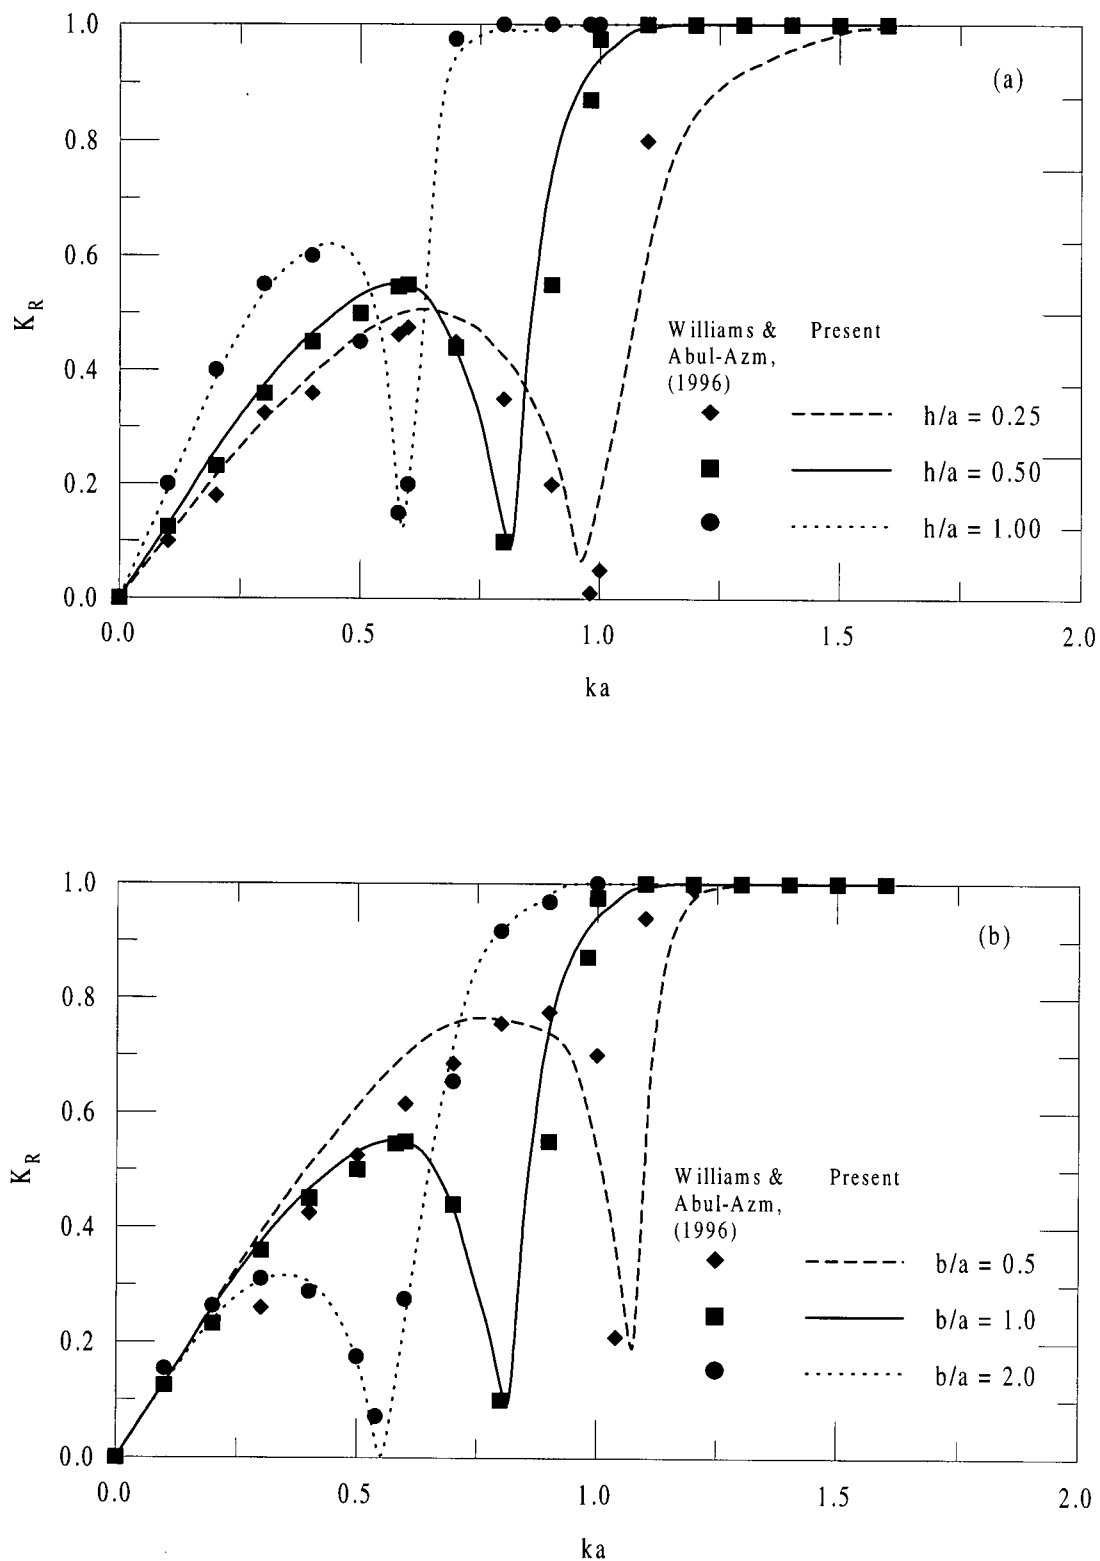 1.0
(a)
0.8
0.6
K_R
Williams & Present
Abul-Azm,
(1996)
0.4
h/a = 0.25
h/a = 0.50
0.2
h/a = 1.00
0.0
0.0 0.5 1.0 1.5 2.0
ka
1.0
(b)
0.8
0.6
K_R
Williams & Present
Abul-Azm,
(1996)
0.4
b/a = 0.5
b/a = 1.0
0.2
b/a = 2.0
0.0
0.0 0.5 1.0 1.5 2.0
ka